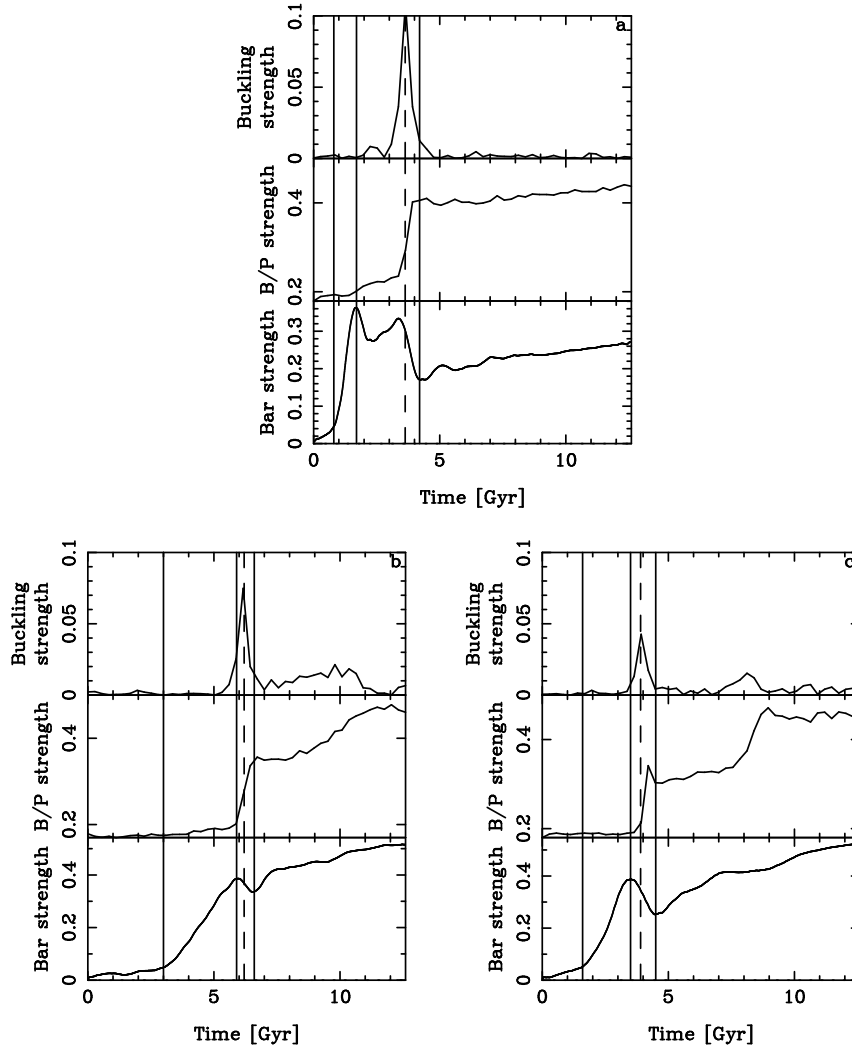 a
Buckling
strength
0 0.05 0.1
B/P strength
0.2 0.4
Bar strength
0 0.1 0.2 0.3
0 5 10
Time [Gyr]
b
Buckling
strength
0 0.05 0.1
B/P strength
0.2 0.4
Bar strength
0 0.2 0.4
0 5 10
Time [Gyr]
c
Buckling
strength
0 0.05 0.1
B/P strength
0.2 0.4
Bar strength
0 0.2 0.4
0 5 10
Time [Gyr]